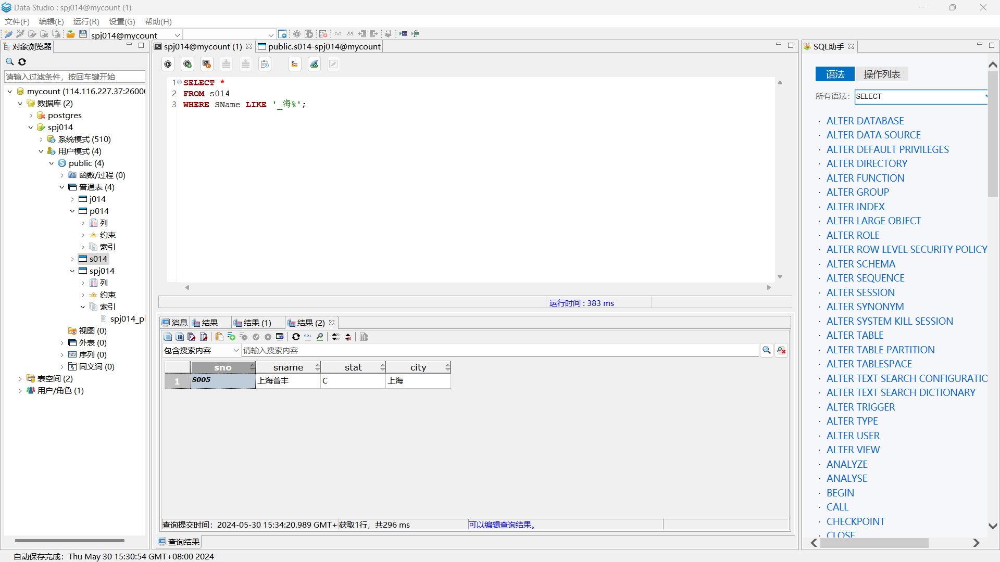 Data Studio : spj014@mycount (1)
文件(F) 编辑(E) 运行(R) 设置(G) 帮助(H)
spj014@mycount
对象浏览器
请输入过滤条件，按回车键开始
mycount (114.116.227.37:2600
数据库 (2)
postgres
spj014
系统模式 (510)
用户模式 (4)
public (4)
函数/过程 (0)
普通表 (4)
j014
p014
列
约束
索引
s014
spj014
列
约束
索引
spj014_p
视图 (0)
外表 (0)
序列 (0)
同义词 (0)
表空间 (2)
用户/角色 (1)
spj014@mycount (1) public.s014-spj014@mycount
1 SELECT *
2 FROM s014
3 WHERE SName LIKE '_海%';
运行时间 : 383 ms
消息 结果 结果 (1) 结果 (2)
包含搜索内容 请输入搜索内容
sno sname stat city
1 S005 上海普丰 C 上海
查询提交时间：2024-05-30 15:34:20.989 GMT+ 获取1行，共296 ms 可以编辑查询结果。
查询结果
SQL助手
语法 操作列表
所有语法: SELECT
· ALTER DATABASE
· ALTER DATA SOURCE
· ALTER DEFAULT PRIVILEGES
· ALTER DIRECTORY
· ALTER FUNCTION
· ALTER GROUP
· ALTER INDEX
· ALTER LARGE OBJECT
· ALTER ROLE
· ALTER ROW LEVEL SECURITY POLICY
· ALTER SCHEMA
· ALTER SEQUENCE
· ALTER SESSION
· ALTER SYNONYM
· ALTER SYSTEM KILL SESSION
· ALTER TABLE
· ALTER TABLE PARTITION
· ALTER TABLESPACE
· ALTER TEXT SEARCH CONFIGURATIO
· ALTER TEXT SEARCH DICTIONARY
· ALTER TRIGGER
· ALTER TYPE
· ALTER USER
· ALTER VIEW
· ANALYZE
· ANALYSE
· BEGIN
· CALL
· CHECKPOINT
· CLOSE
自动保存完成：Thu May 30 15:30:54 GMT+08:00 2024